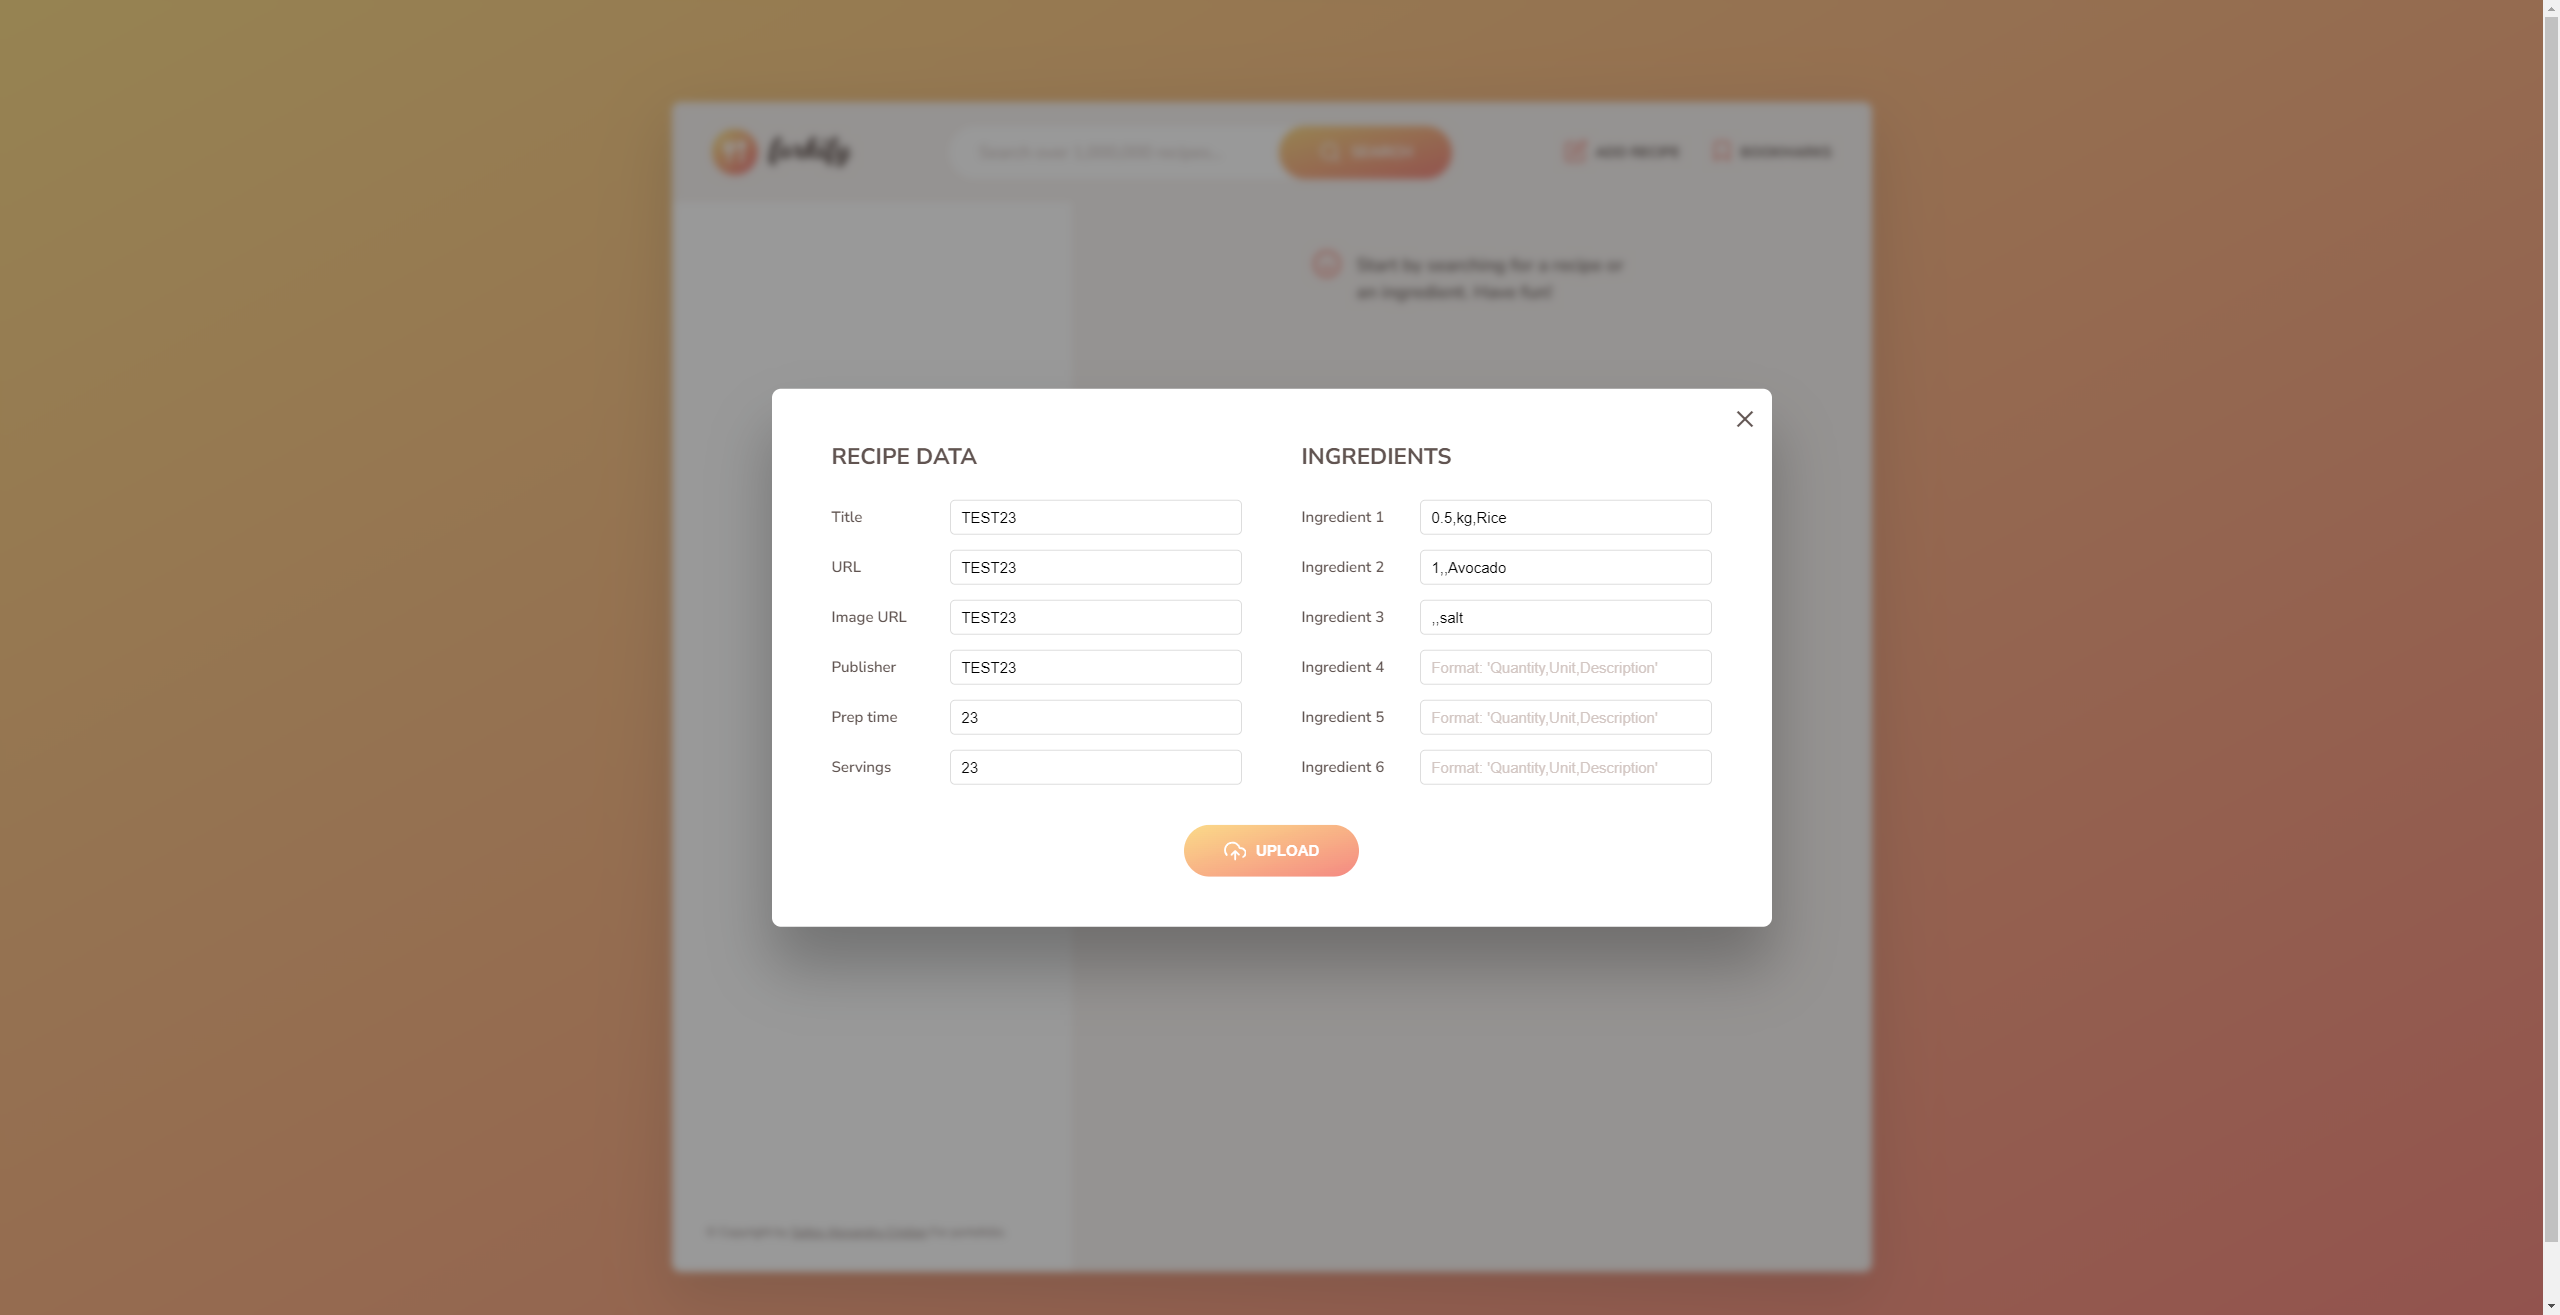 forkify
Search over 1,000,000 recipes...
SEARCH
ADD RECIPE
BOOKMARKS
Start by searching for a recipe or
an ingredient. Have fun!
RECIPE DATA
Title
TEST23
URL
TEST23
Image URL
TEST23
Publisher
TEST23
Prep time
23
Servings
23
INGREDIENTS
Ingredient 1
0.5,kg,Rice
Ingredient 2
1,,Avocado
Ingredient 3
,,salt
Ingredient 4
Format: 'Quantity,Unit,Description'
Ingredient 5
Format: 'Quantity,Unit,Description'
Ingredient 6
Format: 'Quantity,Unit,Description'
UPLOAD
© Copyright by